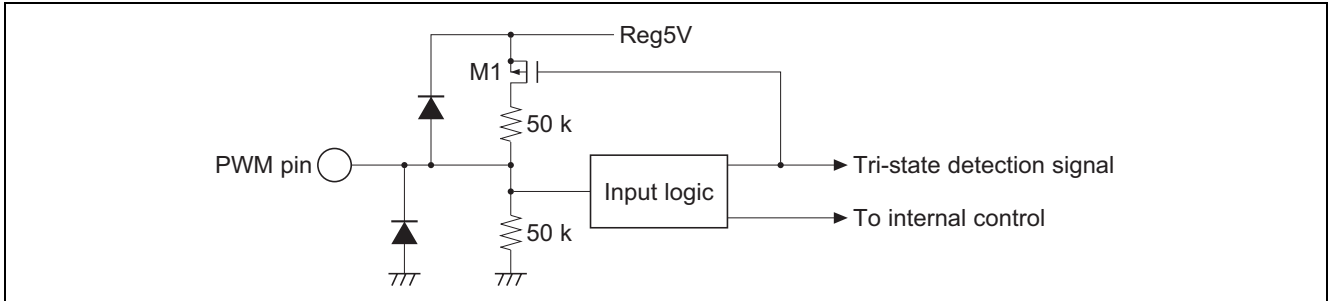 Reg5V
M1
50 k
PWM pin
Input logic
Tri-state detection signal
To internal control
50 k